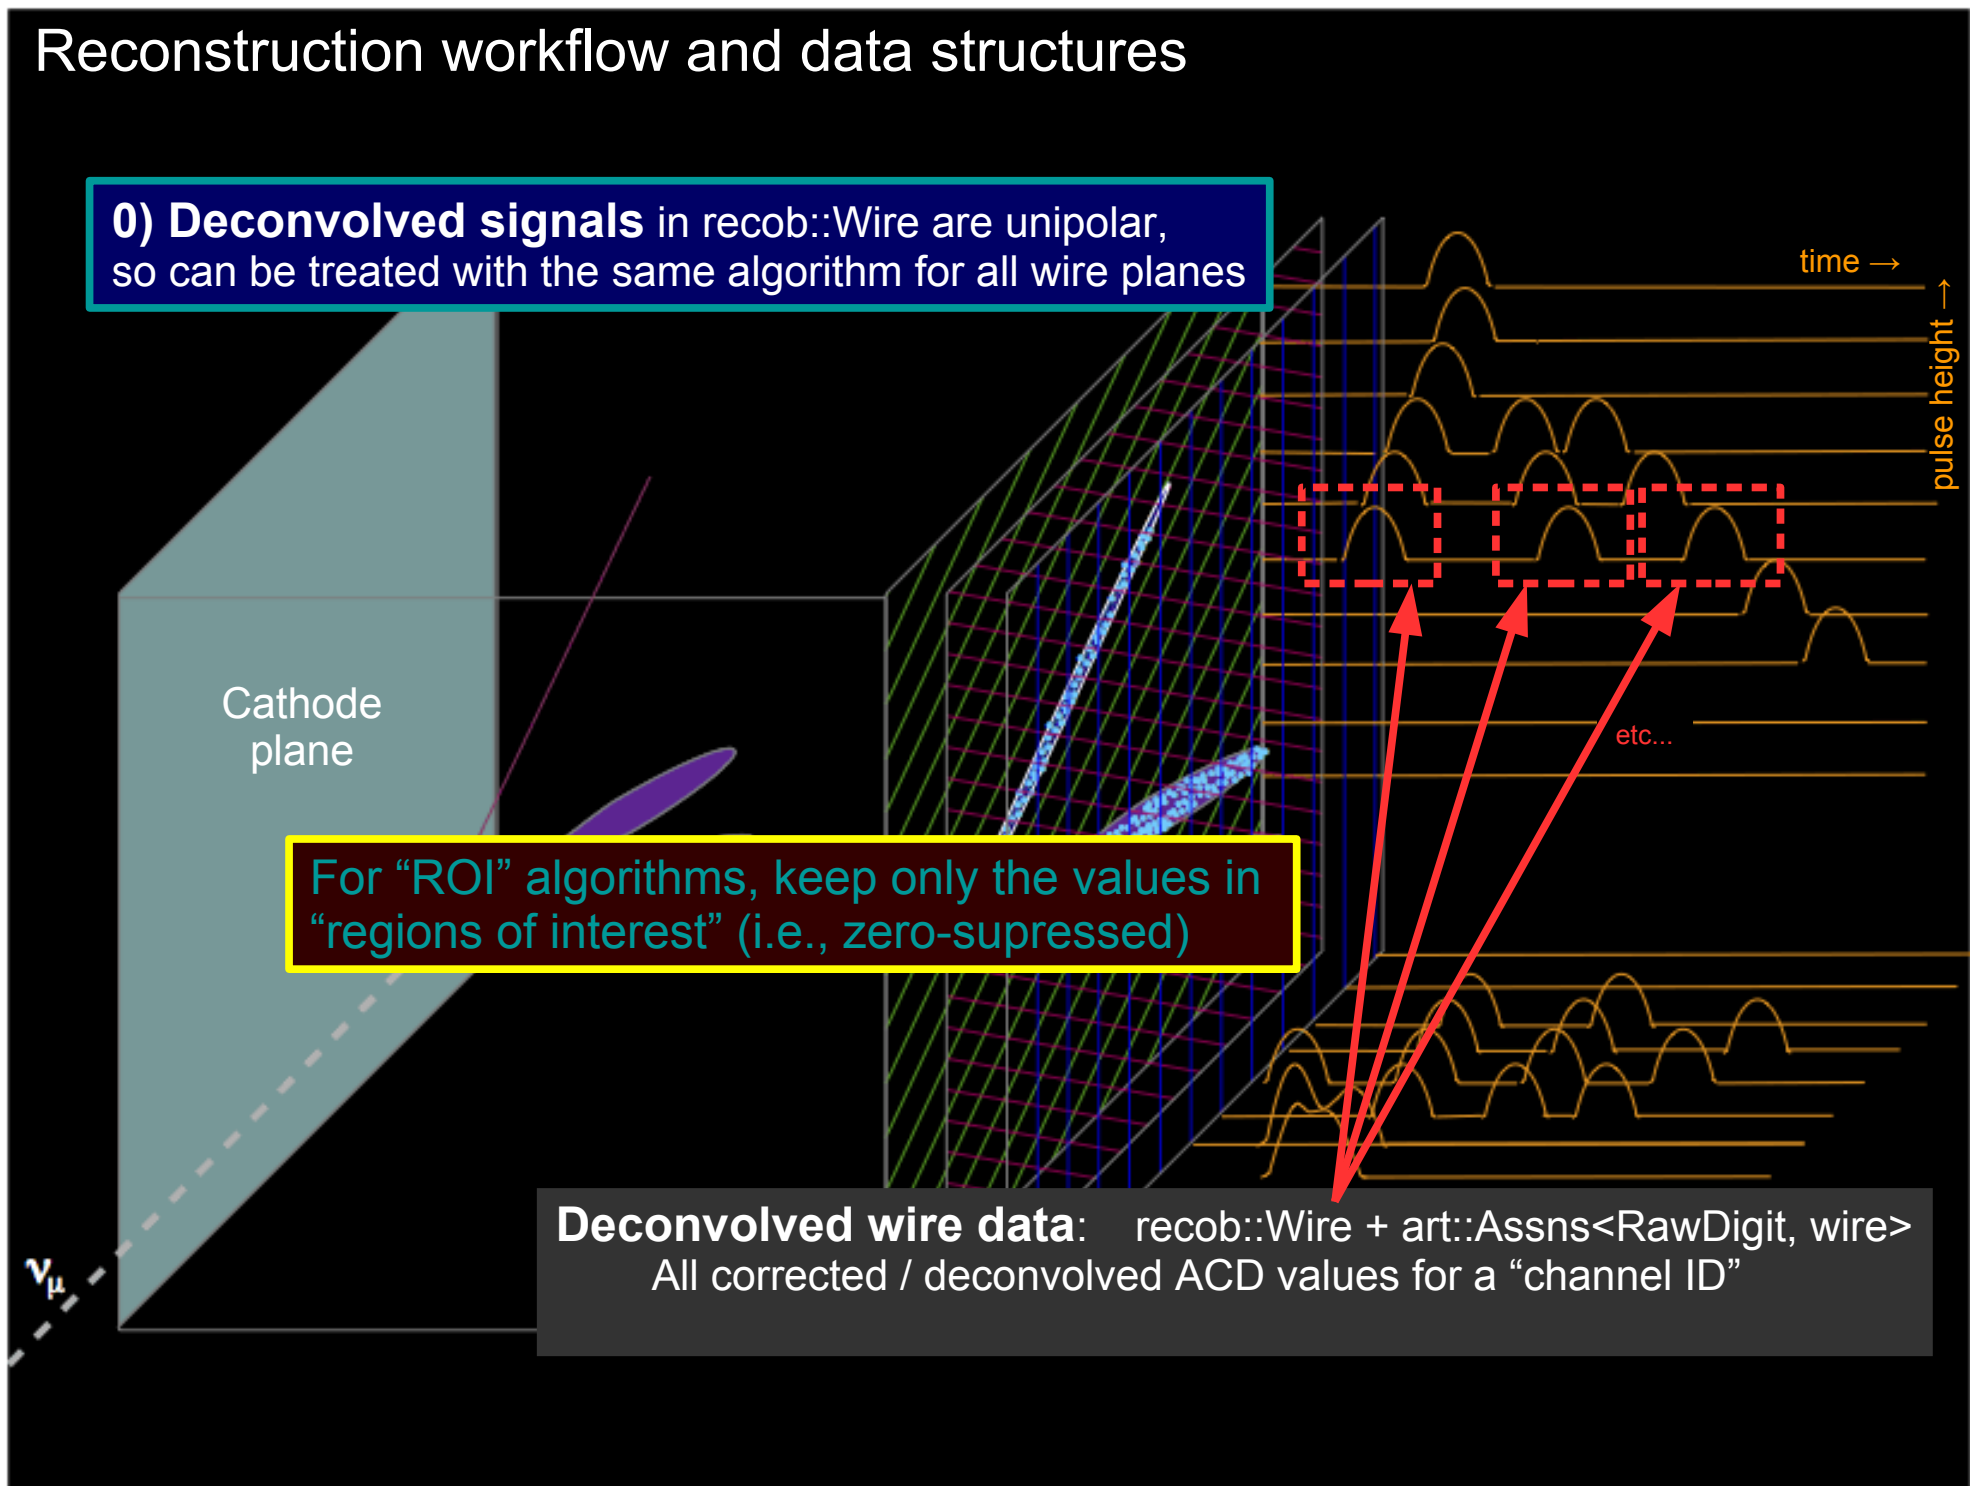 Reconstruction workflow and data structures
0) Deconvolved signals in recob::Wire are unipolar,
so can be treated with the same algorithm for all wire planes
time →
pulse height →
Cathode
plane
etc...
For “ROI” algorithms, keep only the values in
“regions of interest” (i.e., zero-supressed)
Deconvolved wire data: recob::Wire + art::Assns<RawDigit, wire>
All corrected / deconvolved ACD values for a “channel ID”
νμ